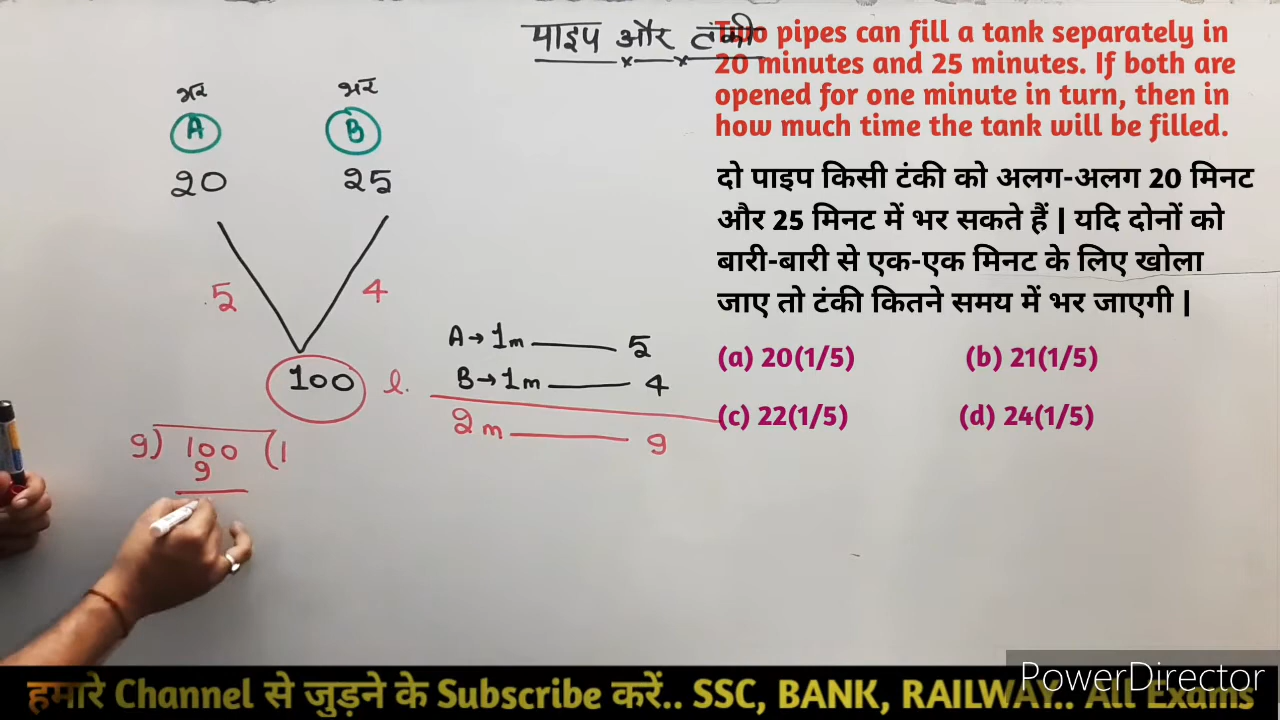 पाइप और टंकी
Two pipes can fill a tank separately in
20 minutes and 25 minutes. If both are
opened for one minute in turn, then in
how much time the tank will be filled.
दो पाइप किसी टंकी को अलग-अलग 20 मिनट
और 25 मिनट में भर सकते हैं | यदि दोनों को
बारी-बारी से एक-एक मिनट के लिए खोला
जाए तो टंकी कितने समय में भर जाएगी |
(a) 20(1/5) (b) 21(1/5)
(c) 22(1/5) (d) 24(1/5)
भर भर
A B
20 25
5 4
100 l.
A→1m 5
B→1m 4
2m 9
9) 100 (1
9
हमारे Channel से जुड़ने के Subscribe करें.. SSC, BANK, RAILWAY.. All Exams
PowerDirector